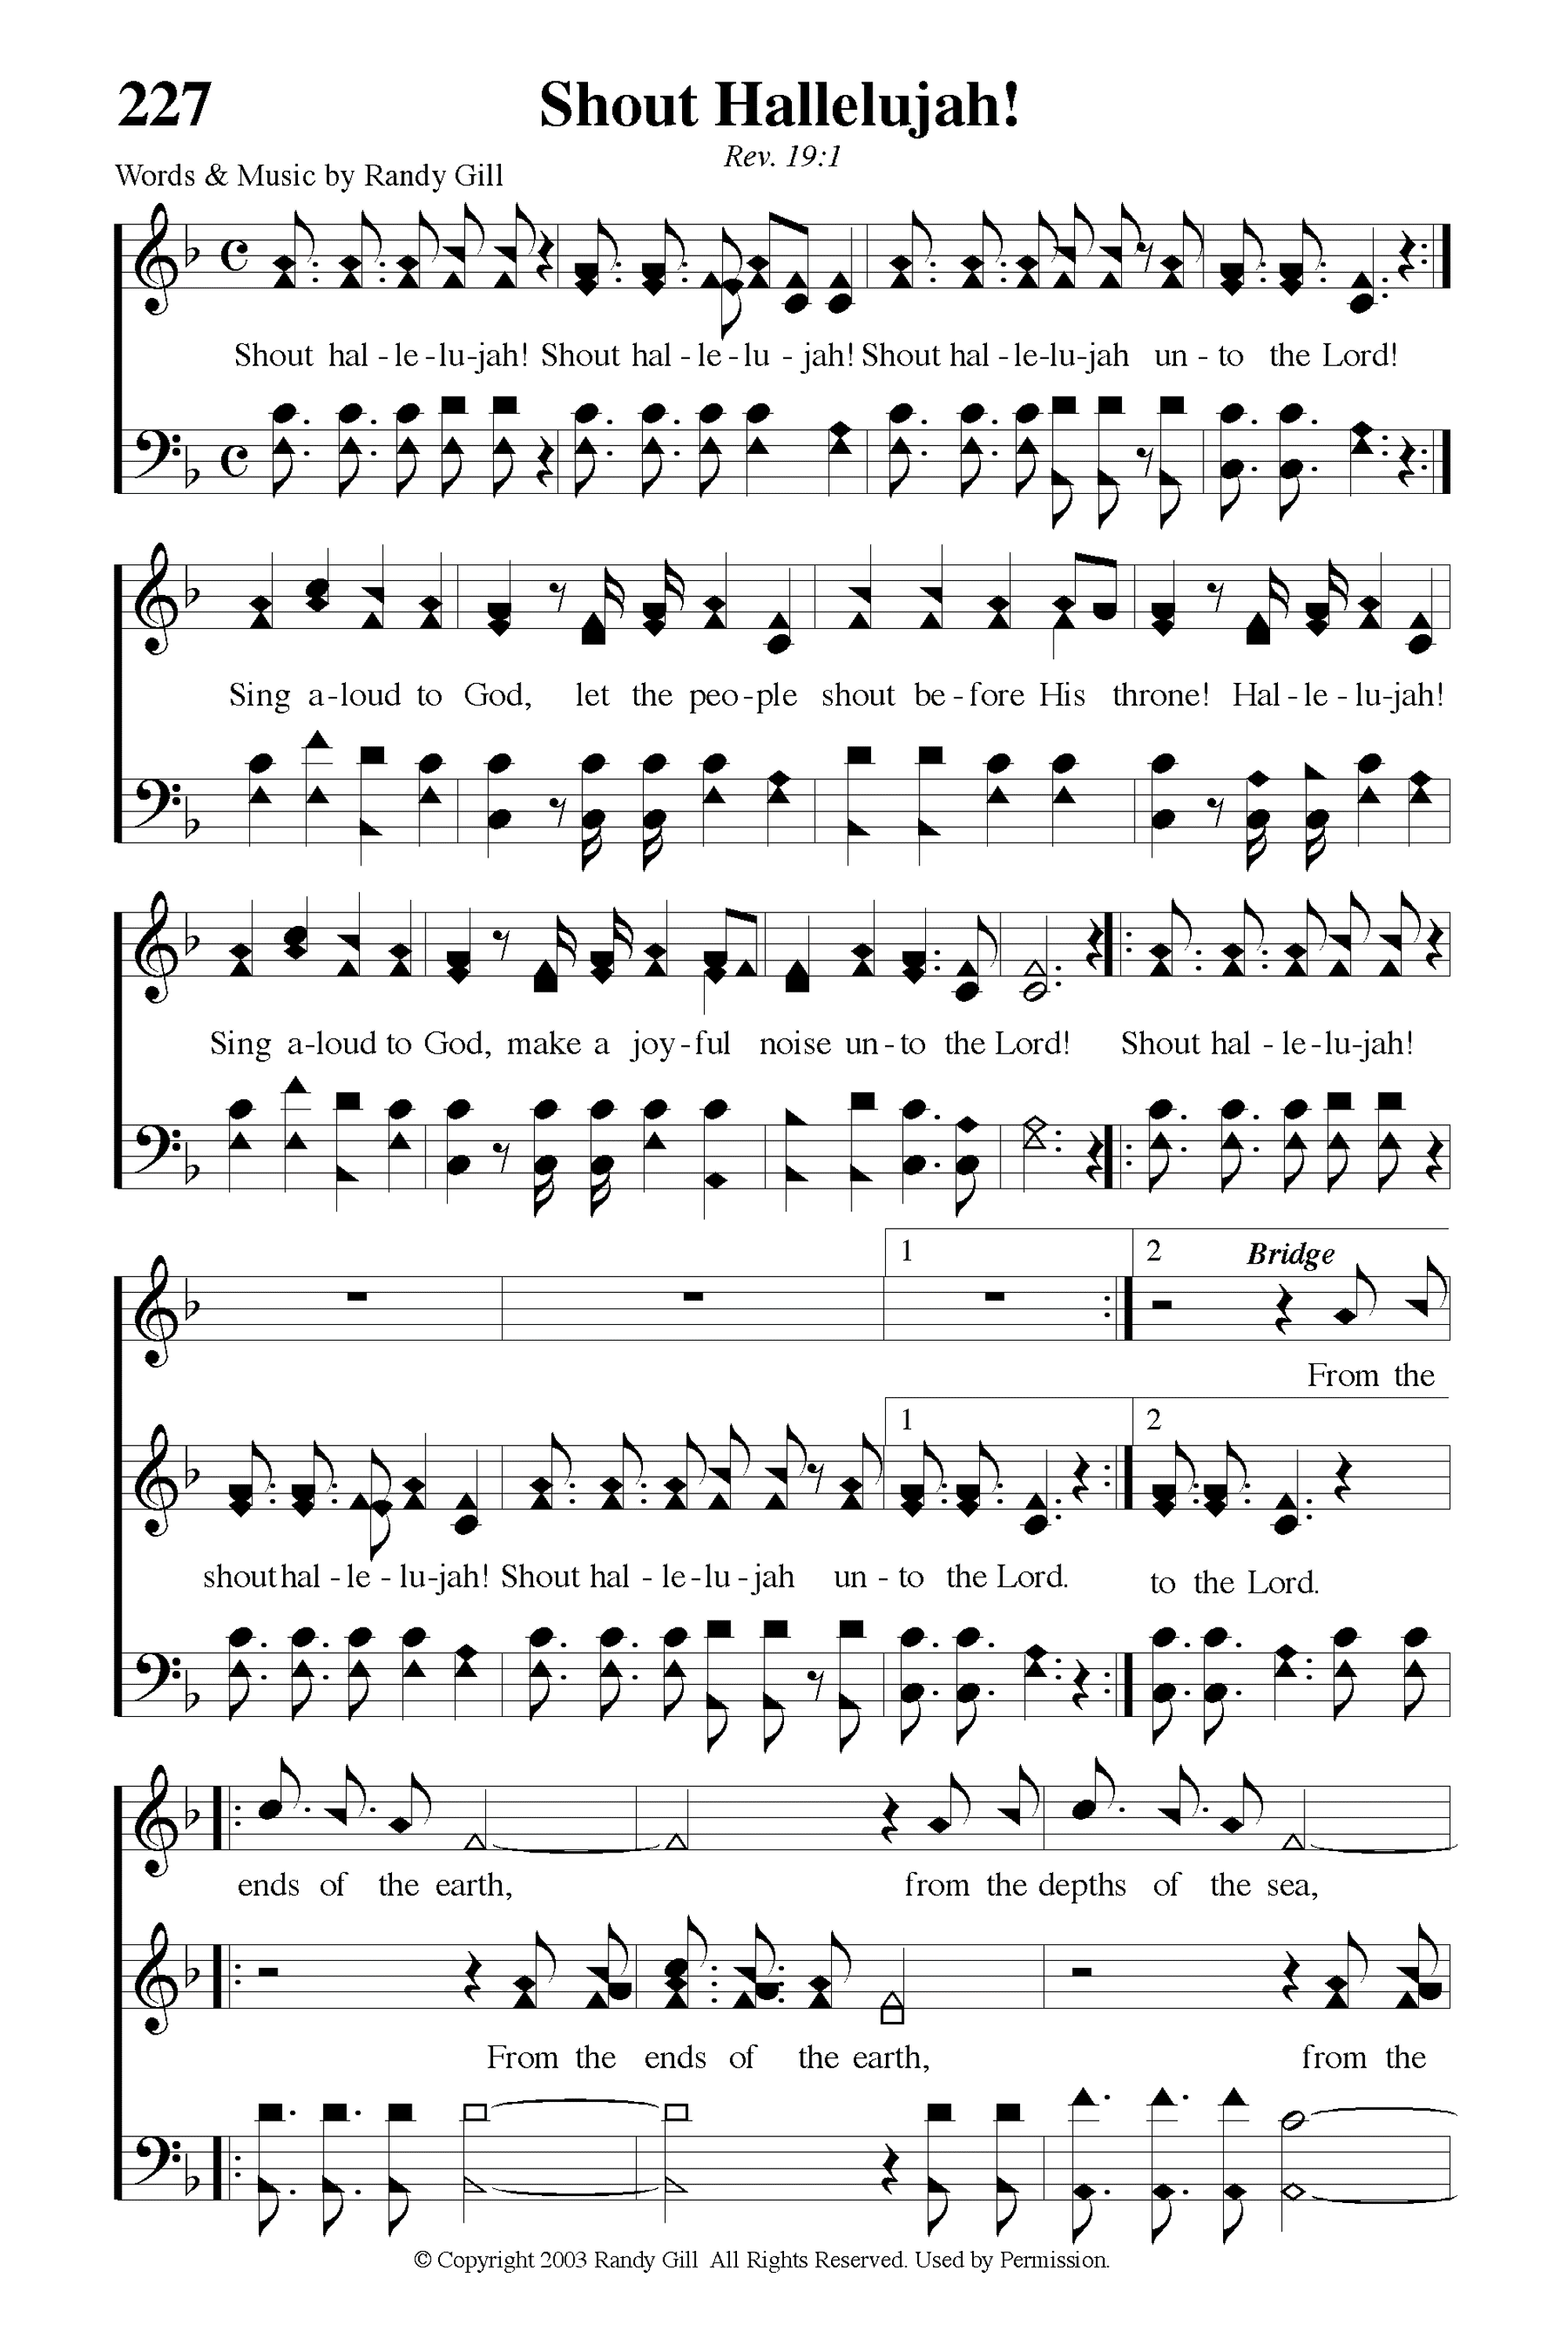 227 Shout Hallelujah!
Rev. 19:1
Words & Music by Randy Gill
Shout hal - le - lu - jah! Shout hal - le - lu - jah! Shout hal - le - lu - jah un - to the Lord!
Sing a - loud to God, let the peo - ple shout be - fore His throne! Hal - le - lu - jah!
Sing a - loud to God, make a joy - ful noise un - to the Lord! Shout hal - le - lu - jah!
1 2 Bridge
From the
1 2
shout hal - le - lu - jah! Shout hal - le - lu - jah un - to the Lord. to the Lord.
ends of the earth, from the depths of the sea,
From the ends of the earth, from the
© Copyright 2003 Randy Gill All Rights Reserved. Used by Permission.